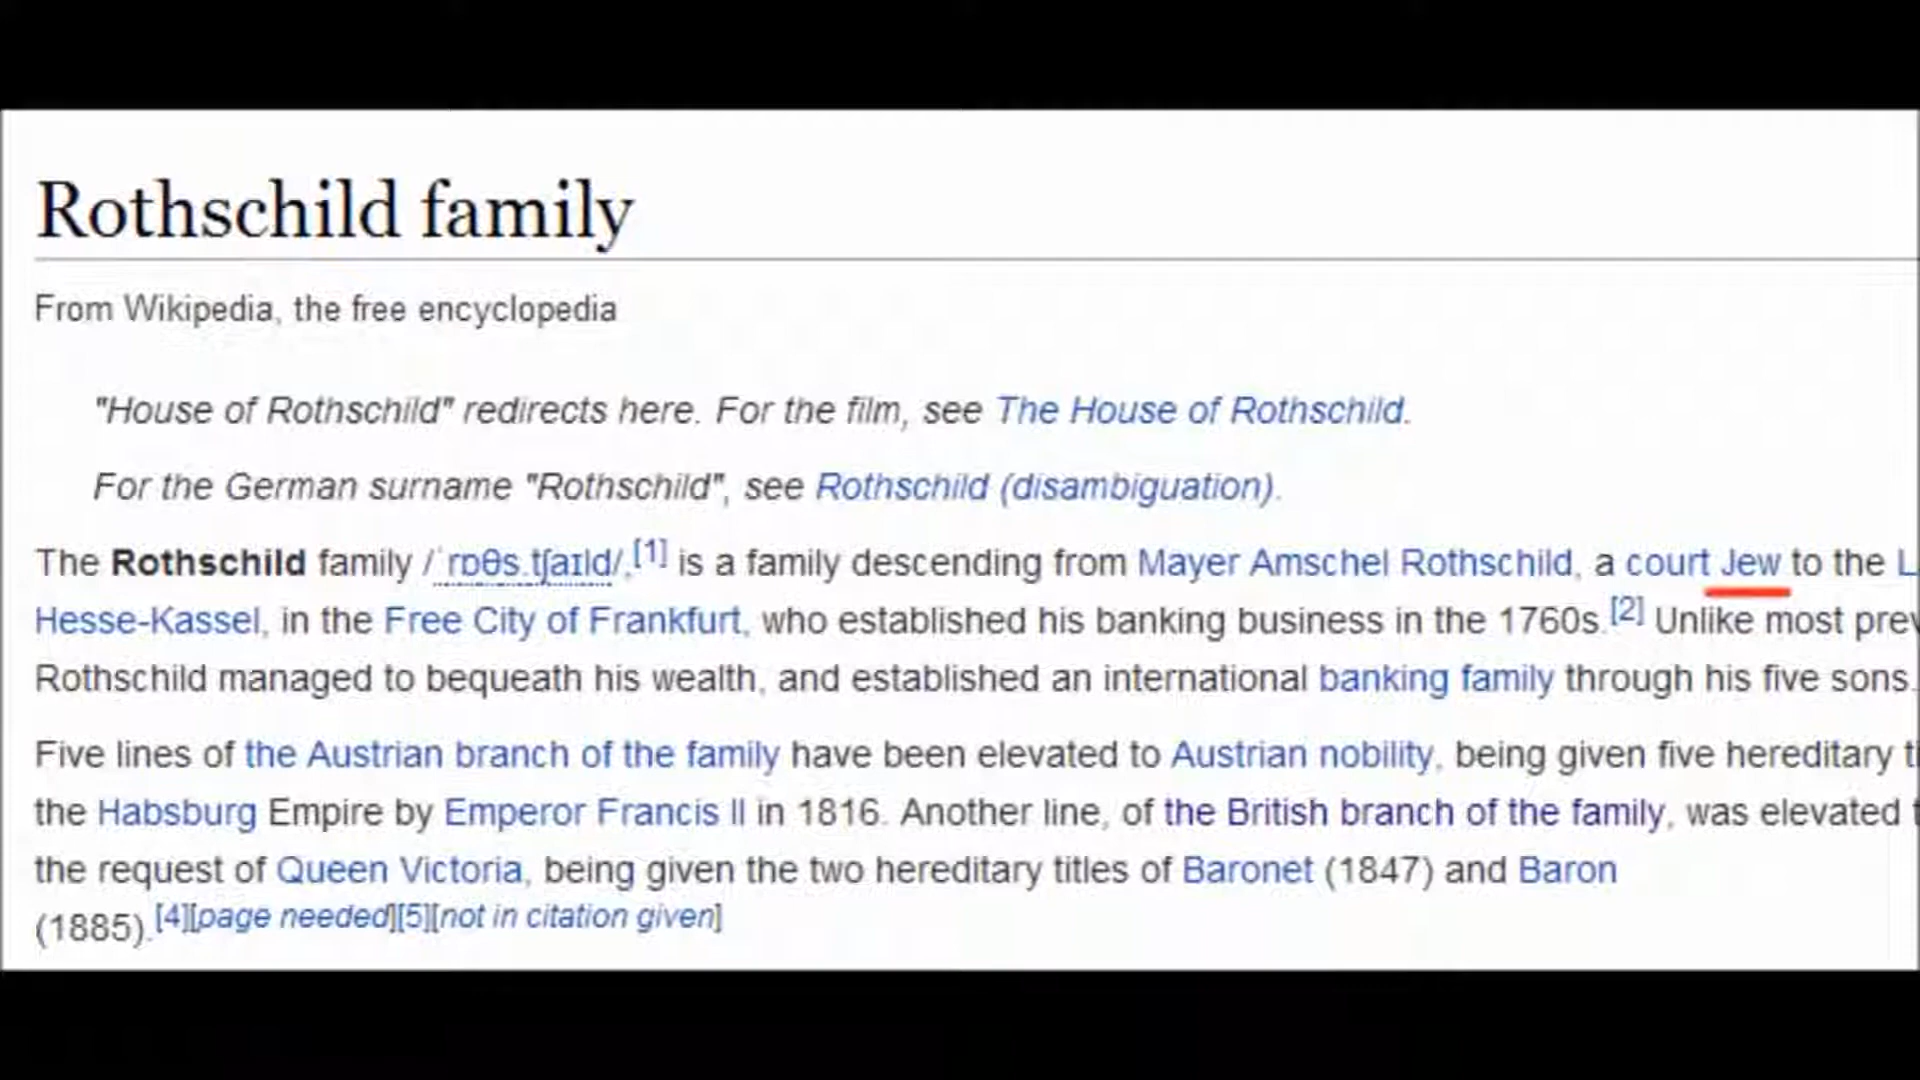 Rothschild family
From Wikipedia, the free encyclopedia
"House of Rothschild" redirects here. For the film, see The House of Rothschild.
For the German surname "Rothschild", see Rothschild (disambiguation).
The Rothschild family /ˈrɒθs.tʃaɪld/,[1] is a family descending from Mayer Amschel Rothschild, a court Jew to the
Hesse-Kassel, in the Free City of Frankfurt, who established his banking business in the 1760s.[2] Unlike most
Rothschild managed to bequeath his wealth, and established an international banking family through his five sons.
Five lines of the Austrian branch of the family have been elevated to Austrian nobility, being given five hereditary
the Habsburg Empire by Emperor Francis II in 1816. Another line, of the British branch of the family, was elevated
the request of Queen Victoria, being given the two hereditary titles of Baronet (1847) and Baron
(1885).[4][page needed][5][not in citation given]